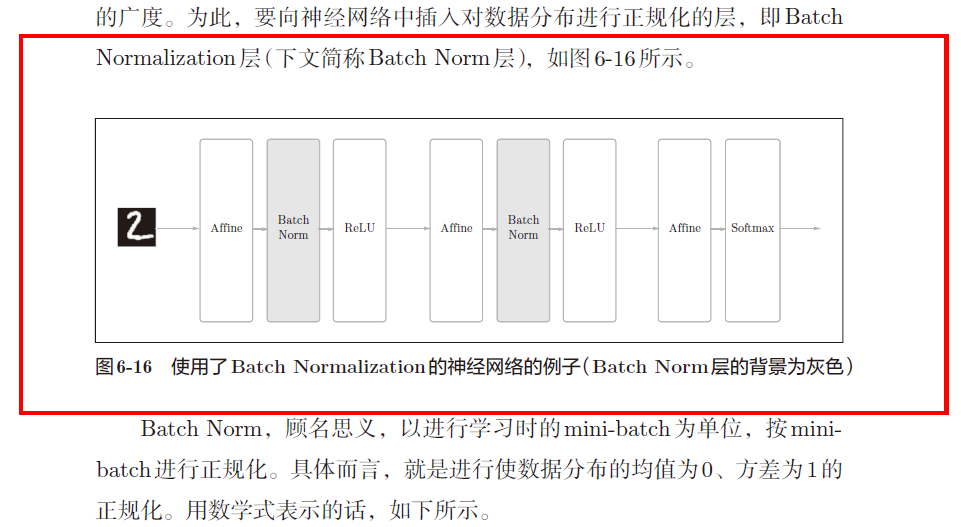 的广度。为此，要向神经网络中插入对数据分布进行正规化的层，即Batch
Normalization层（下文简称Batch Norm层），如图6-16所示。
2
Affine
Batch
Norm
ReLU
Affine
Batch
Norm
ReLU
Affine
Softmax
图6-16 使用了Batch Normalization的神经网络的例子（Batch Norm层的背景为灰色）
Batch Norm，顾名思义，以进行学习时的mini-batch为单位，按mini-
batch进行正规化。具体而言，就是进行使数据分布的均值为0、方差为1的
正规化。用数学式表示的话，如下所示。